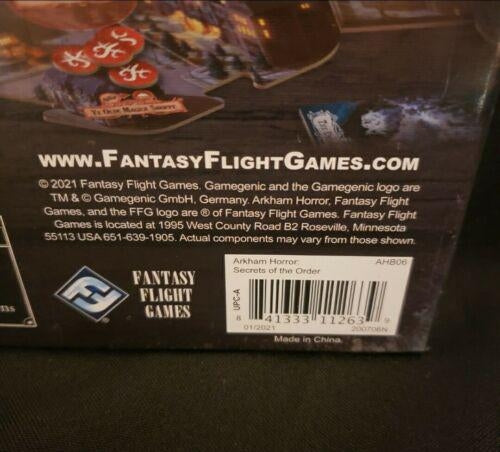 YE OLDE MAGICK SHOPPE
WWW.FANTASYFLIGHTGAMES.COM
© 2021 Fantasy Flight Games. Gamegenic and the Gamegenic logo are
TM & © Gamegenic GmbH, Germany. Arkham Horror, Fantasy Flight
Games, and the FFG logo are ® of Fantasy Flight Games. Fantasy Flight
Games is located at 1995 West County Road B2 Roseville, Minnesota
55113 USA 651-639-1905. Actual components may vary from those shown.
FANTASY
FLIGHT
GAMES
Arkham Horror: AHB06
Secrets of the Order
UPC-A
8 41333 11263 9
01/2021 200706N
Made in China.